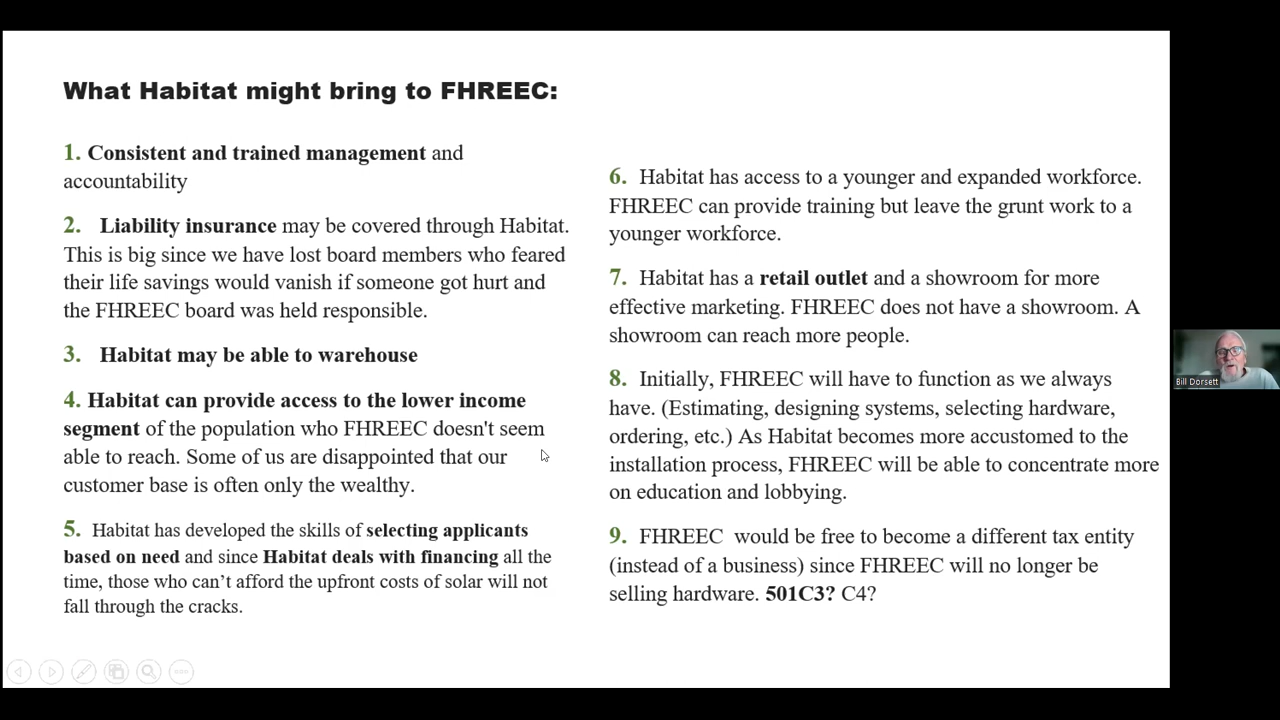 What Habitat might bring to FHREEC:
1. Consistent and trained management and
accountability
2. Liability insurance may be covered through Habitat.
This is big since we have lost board members who feared
their life savings would vanish if someone got hurt and
the FHREEC board was held responsible.
3. Habitat may be able to warehouse
4. Habitat can provide access to the lower income
segment of the population who FHREEC doesn't seem
able to reach. Some of us are disappointed that our
customer base is often only the wealthy.
5. Habitat has developed the skills of selecting applicants
based on need and since Habitat deals with financing all the
time, those who can’t afford the upfront costs of solar will not
fall through the cracks.
6. Habitat has access to a younger and expanded workforce.
FHREEC can provide training but leave the grunt work to a
younger workforce.
7. Habitat has a retail outlet and a showroom for more
effective marketing. FHREEC does not have a showroom. A
showroom can reach more people.
8. Initially, FHREEC will have to function as we always
have. (Estimating, designing systems, selecting hardware,
ordering, etc.) As Habitat becomes more accustomed to the
installation process, FHREEC will be able to concentrate more
on education and lobbying.
9. FHREEC would be free to become a different tax entity
(instead of a business) since FHREEC will no longer be
selling hardware. 501C3? C4?
Bill Dorsett